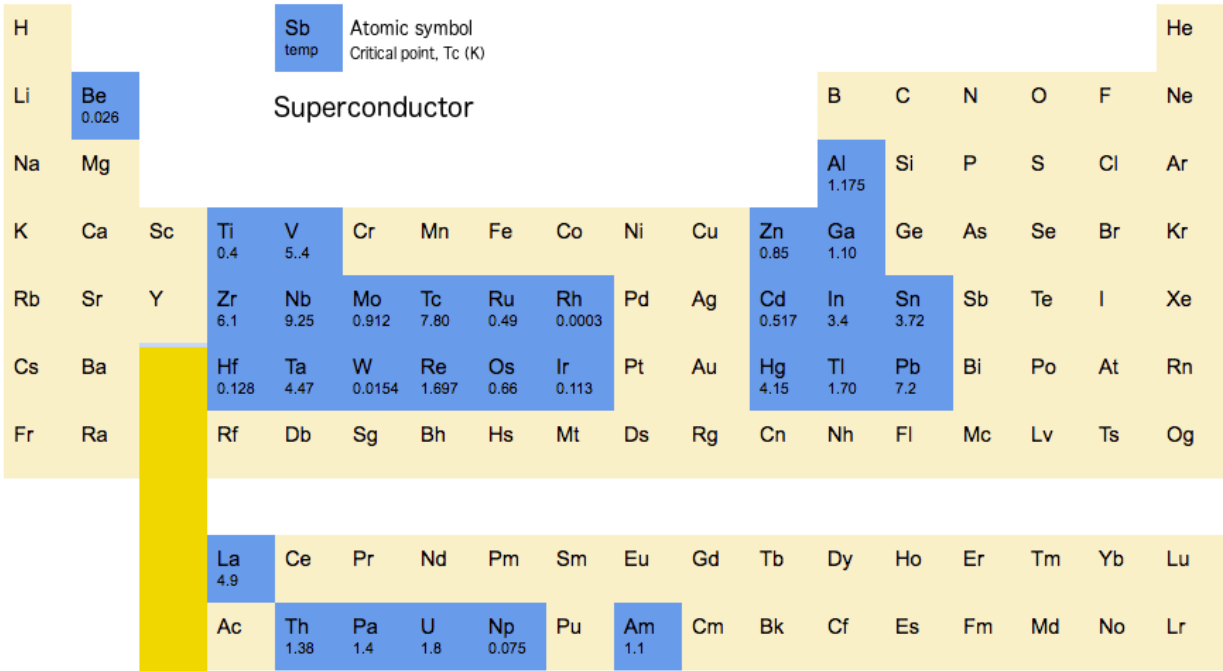 H He
Sb Atomic symbol
temp Critical point, Tc (K)
Li Be B C N O F Ne
0.026
Superconductor
Na Mg Al Si P S Cl Ar
1.175
K Ca Sc Ti V Cr Mn Fe Co Ni Cu Zn Ga Ge As Se Br Kr
0.4 5..4 0.85 1.10
Rb Sr Y Zr Nb Mo Tc Ru Rh Pd Ag Cd In Sn Sb Te I Xe
6.1 9.25 0.912 7.80 0.49 0.0003 0.517 3.4 3.72
Cs Ba Hf Ta W Re Os Ir Pt Au Hg Tl Pb Bi Po At Rn
0.128 4.47 0.0154 1.697 0.66 0.113 4.15 1.70 7.2
Fr Ra Rf Db Sg Bh Hs Mt Ds Rg Cn Nh Fl Mc Lv Ts Og
La Ce Pr Nd Pm Sm Eu Gd Tb Dy Ho Er Tm Yb Lu
4.9
Ac Th Pa U Np Pu Am Cm Bk Cf Es Fm Md No Lr
1.38 1.4 1.8 0.075 1.1